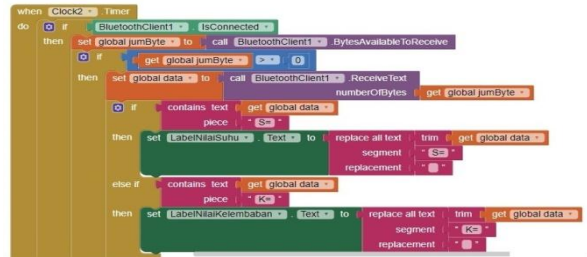 when Clock2 .Timer
do if BluetoothClient1 . IsConnected
then set global jumByte to call BluetoothClient1 .BytesAvailableToReceive
if get global jumByte > 0
then set global data to call BluetoothClient1 .ReceiveText
numberOfBytes get global jumByte
if contains text get global data
piece " S= "
then set LabelNilaiSuhu . Text to replace all text trim get global data
segment " S= "
replacement " "
else if contains text get global data
piece " K= "
then set LabelNilaiKelembaban . Text to replace all text trim get global data
segment " K= "
replacement " "